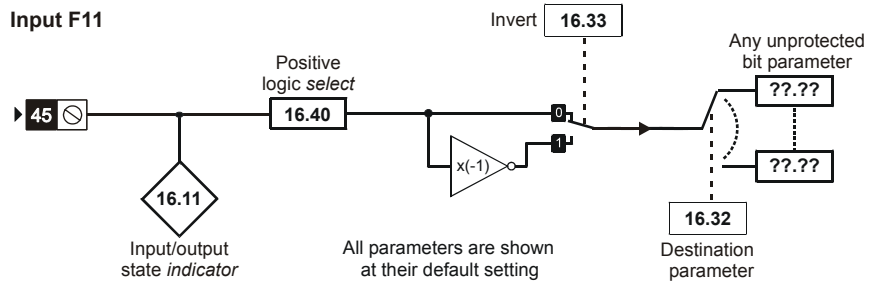 Input F11
Invert
16.33
Any unprotected
bit parameter
Positive
logic select
??.??
45
16.40
0
1
x(-1)
??.??
16.11
16.32
Input/output
state indicator
All parameters are shown
at their default setting
Destination
parameter